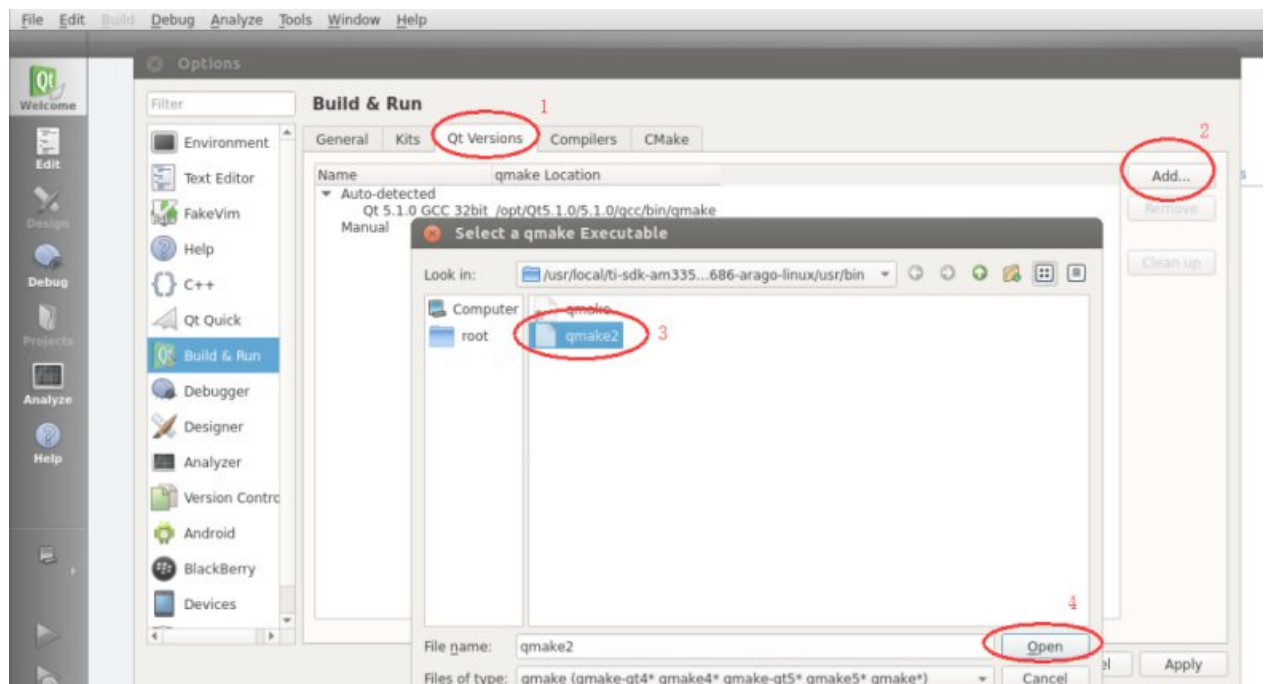 File Edit Build Debug Analyze Tools Window Help
Options
Welcome
Edit
Design
Debug
Projects
Analyze
Help
Filter
Environment
Text Editor
FakeVim
Help
C++
Qt Quick
Build & Run
Debugger
Designer
Analyzer
Version Contro
Android
BlackBerry
Devices
Build & Run
1
General Kits Qt Versions Compilers CMake
2
Name qmake Location
Auto-detected
Qt 5.1.0 GCC 32bit /opt/Qt5.1.0/5.1.0/gcc/bin/qmake
Manual
Add...
Remove
Clean up
Select a qmake Executable
Look in: /usr/local/ti-sdk-am335...686-arago-linux/usr/bin
Computer
root
qmake
qmake2
3
4
File name: qmake2
Open
Files of type: qmake (qmake-qt4* qmake4* qmake-qt5* qmake5* qmake*)
Cancel
Apply